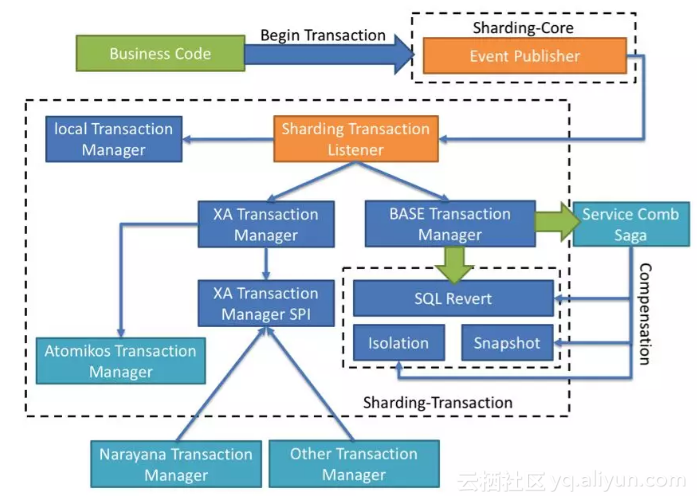 Sharding-Core
Begin Transaction
Business Code
Event Publisher
local Transaction
Manager
Sharding Transaction
Listener
XA Transaction
Manager
BASE Transaction
Manager
Service Comb
Saga
XA Transaction
Manager SPI
SQL Revert
Compensation
Isolation
Snapshot
Atomikos Transaction
Manager
Sharding-Transaction
Narayana Transaction
Manager
Other Transaction
Manager
云栖社区 yq.aliyun.com